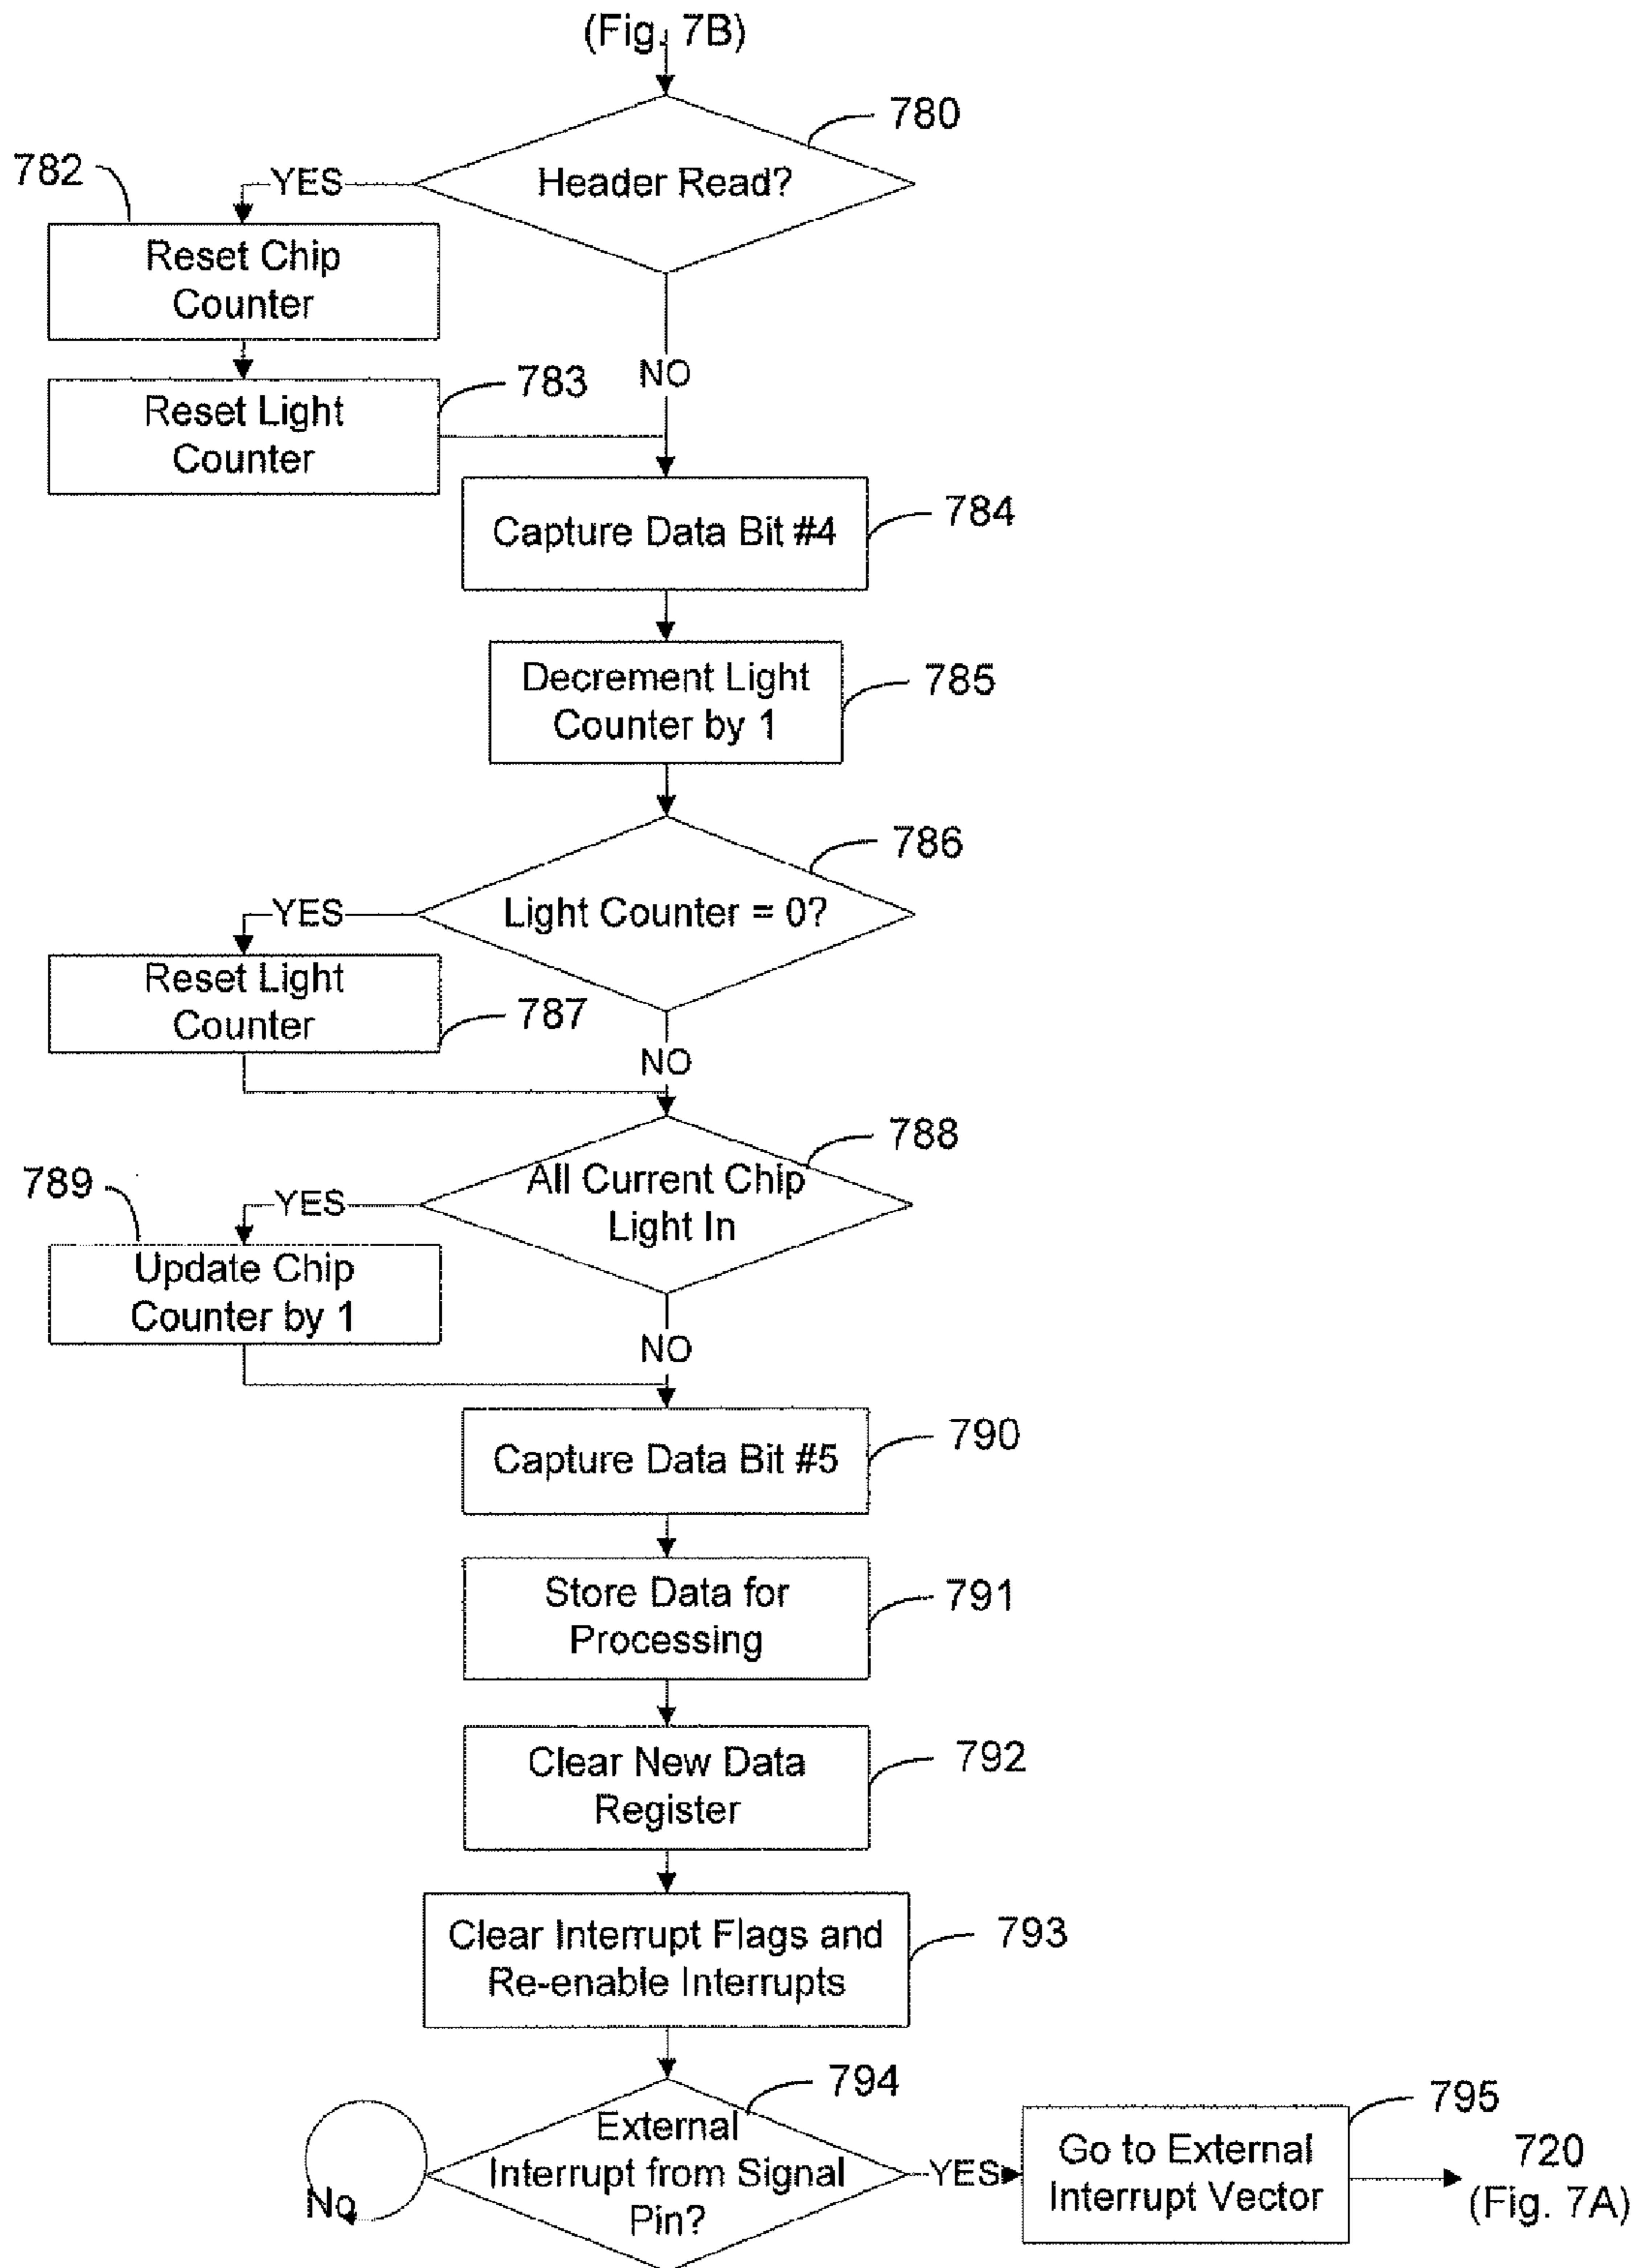 (Fig. 7B)
780
Header Read?
782
YES
Reset Chip
Counter
NO
783
Reset Light
Counter
Capture Data Bit #4
784
Decrement Light
Counter by 1
785
786
Light Counter = 0?
YES
Reset Light
Counter
787
NO
788
All Current Chip
Light In
789
YES
Update Chip
Counter by 1
NO
Capture Data Bit #5
790
Store Data for
Processing
791
Clear New Data
Register
792
Clear Interrupt Flags and
Re-enable Interrupts
793
794
External
Interrupt from Signal
Pin?
No
YES
795
Go to External
Interrupt Vector
720
(Fig. 7A)